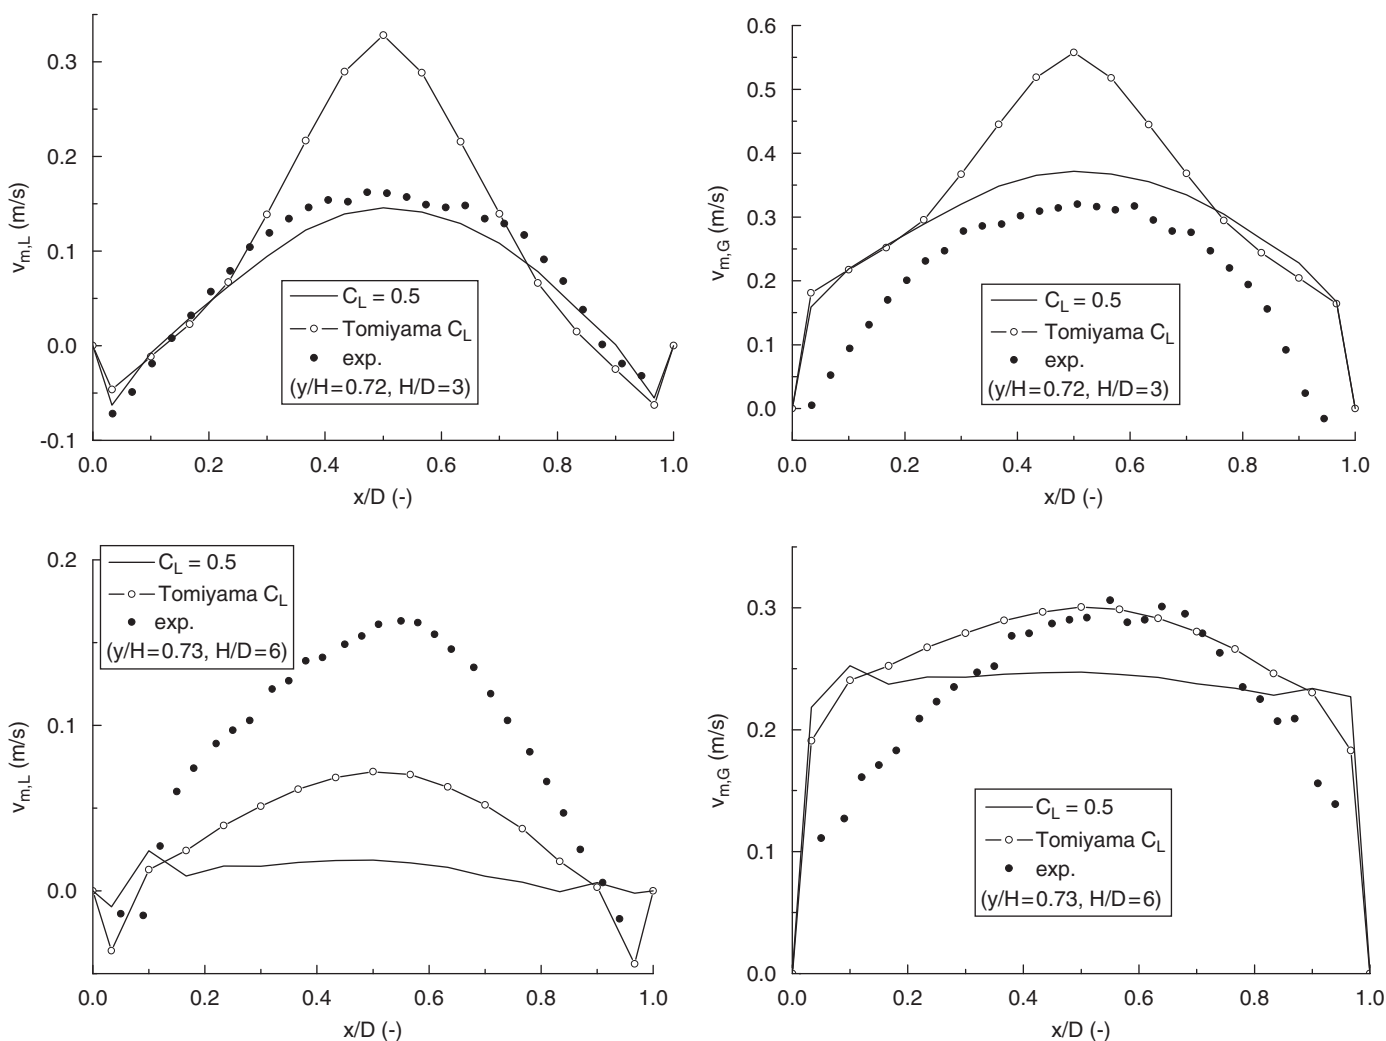 0.3
0.2
0.1
0.0
-0.1
v_m,L (m/s)
C_L = 0.5
Tomiyama C_L
exp.
(y/H=0.72, H/D=3)
0.0 0.2 0.4 0.6 0.8 1.0
x/D (-)
0.6
0.5
0.4
0.3
0.2
0.1
0.0
v_m,G (m/s)
C_L = 0.5
Tomiyama C_L
exp.
(y/H=0.72, H/D=3)
0.0 0.2 0.4 0.6 0.8 1.0
x/D (-)
C_L = 0.5
Tomiyama C_L
exp.
(y/H=0.73, H/D=6)
0.2
0.1
0.0
v_m,L (m/s)
0.0 0.2 0.4 0.6 0.8 1.0
x/D (-)
0.3
0.2
0.1
0.0
v_m,G (m/s)
C_L = 0.5
Tomiyama C_L
exp.
(y/H=0.73, H/D=6)
0.0 0.2 0.4 0.6 0.8 1.0
x/D (-)